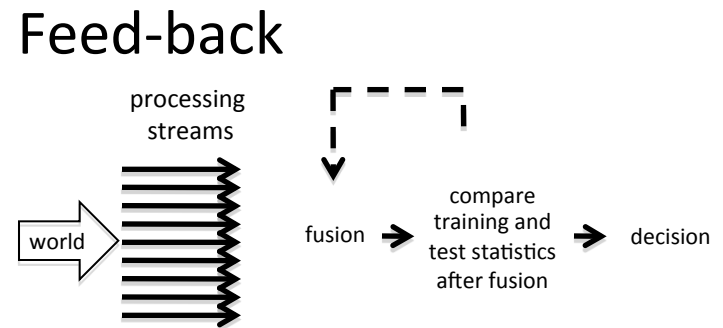 Feed-back
processing
streams
world
fusion
compare
training and
test statistics
after fusion
decision